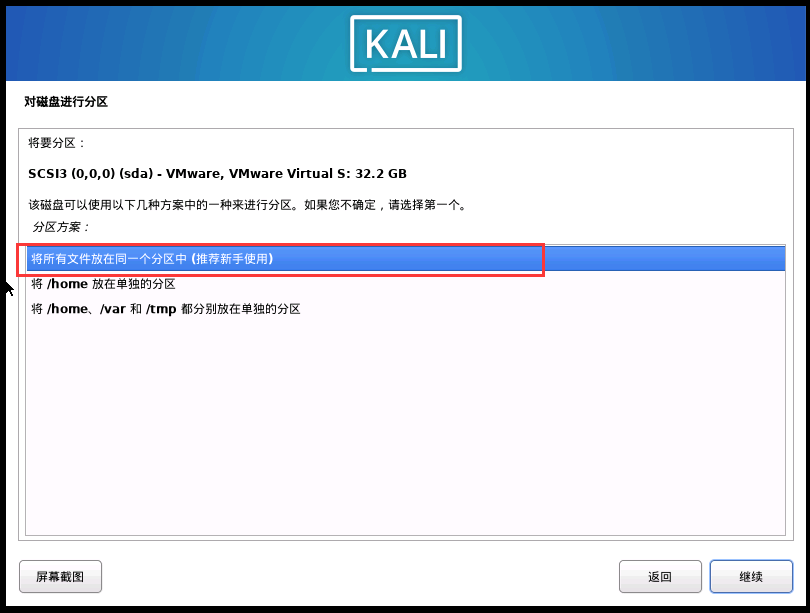 KALI
对磁盘进行分区
将要分区：
SCSI3 (0,0,0) (sda) - VMware, VMware Virtual S: 32.2 GB
该磁盘可以使用以下几种方案中的一种来进行分区。如果您不确定，请选择第一个。
分区方案：
将所有文件放在同一个分区中 (推荐新手使用)
将 /home 放在单独的分区
将 /home、/var 和 /tmp 都分别放在单独的分区
屏幕截图
返回
继续